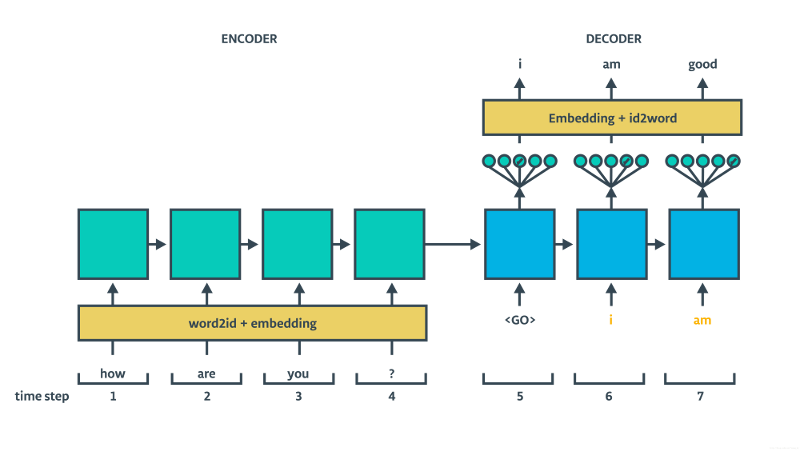 ENCODER
DECODER
i am good
Embedding + id2word
word2id + embedding
<GO> i am
how are you ?
time step 1 2 3 4 5 6 7